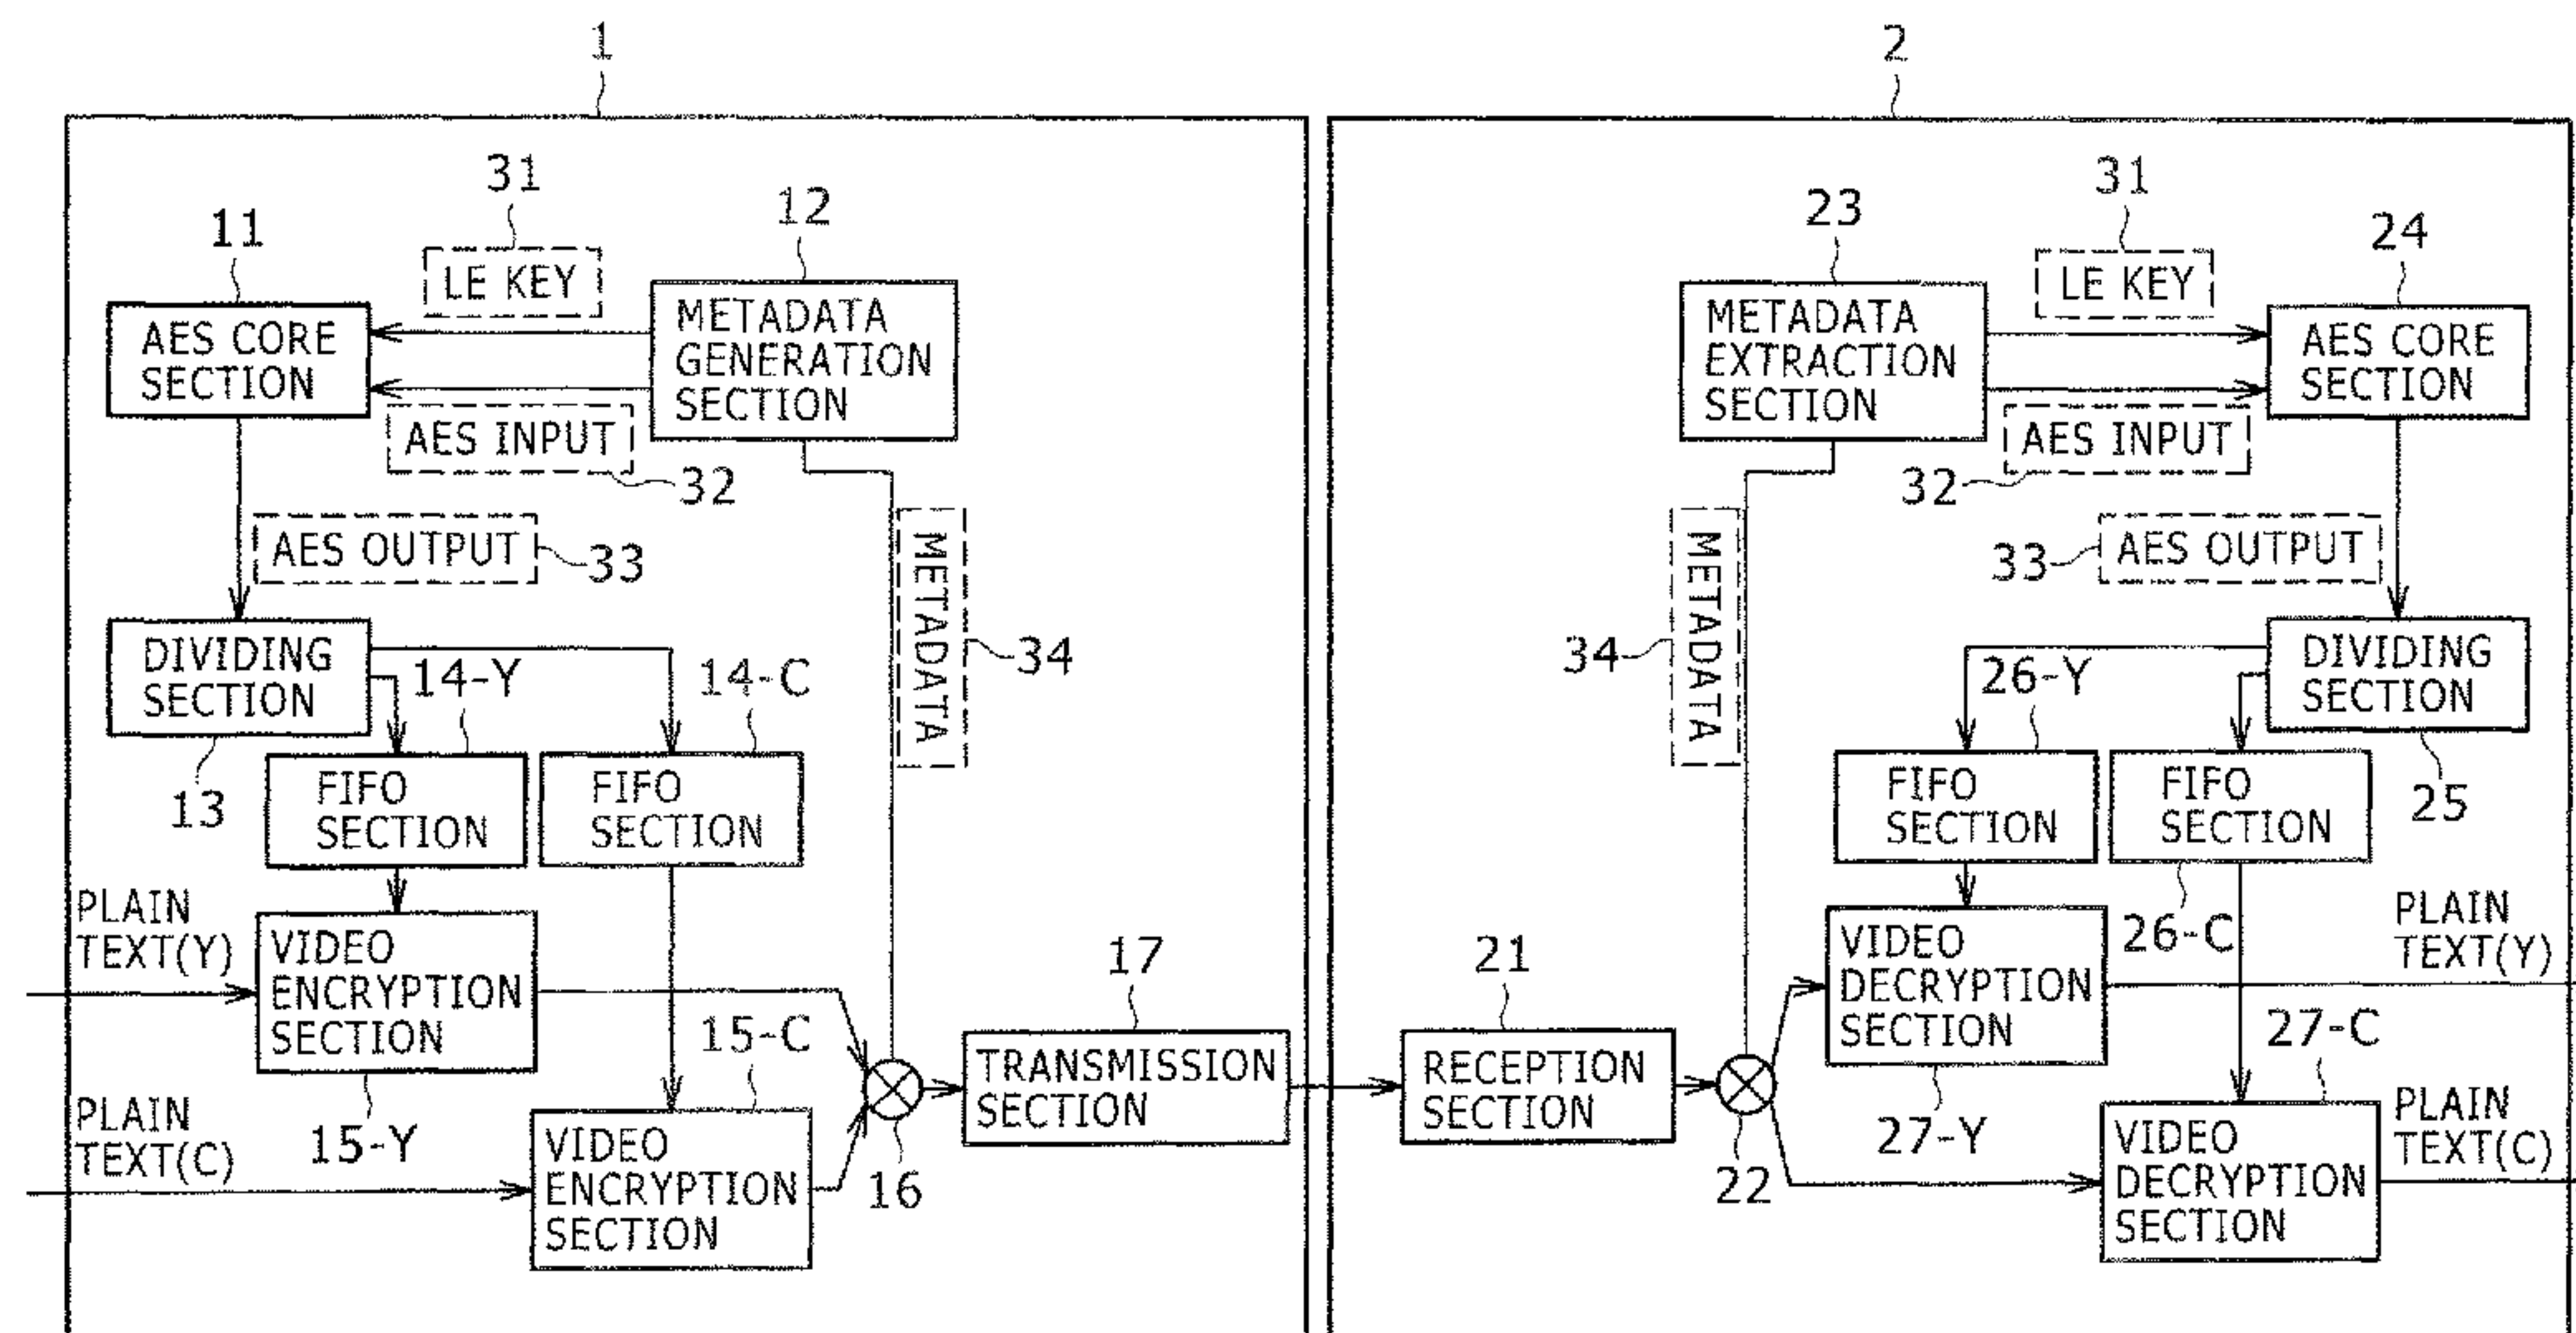 1
2
31
12
11
LE KEY
AES CORE
SECTION
METADATA
GENERATION
SECTION
AES INPUT
32
AES OUTPUT
33
METADATA
34
DIVIDING
SECTION
13
14-Y
14-C
FIFO
SECTION
FIFO
SECTION
PLAIN
TEXT(Y)
VIDEO
ENCRYPTION
SECTION
15-Y
15-C
PLAIN
TEXT(C)
VIDEO
ENCRYPTION
SECTION
16
17
TRANSMISSION
SECTION
23
31
24
METADATA
EXTRACTION
SECTION
LE KEY
AES CORE
SECTION
AES INPUT
32
33
AES OUTPUT
34
METADATA
26-Y
DIVIDING
SECTION
25
FIFO
SECTION
FIFO
SECTION
26-C
21
RECEPTION
SECTION
22
VIDEO
DECRYPTION
SECTION
27-Y
PLAIN
TEXT(Y)
27-C
VIDEO
DECRYPTION
SECTION
PLAIN
TEXT(C)